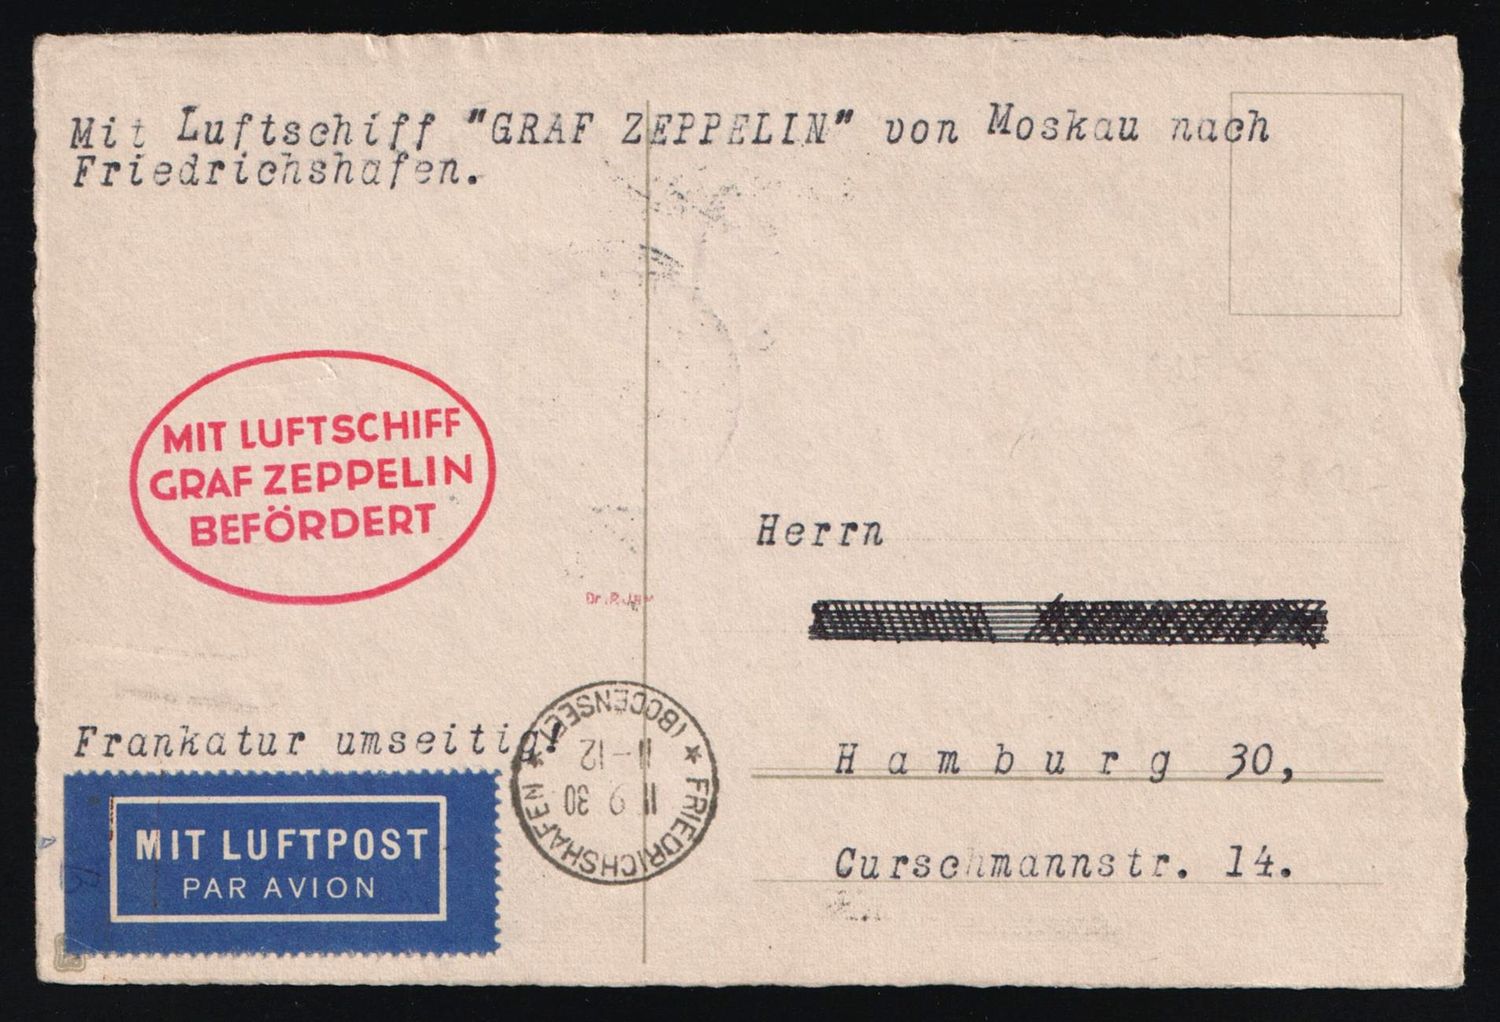 Mit Luftschiff "GRAF ZEPPELIN" von Moskau nach
Friedrichshafen.
MIT LUFTSCHIFF
GRAF ZEPPELIN
BEFÖRDERT
Herrn
Frankatur umseitig!
Hamburg 30,
Curschmannstr. 14.
FRIEDRICHSHAFEN
(BODENSEE)
11 9 30
11-12
MIT LUFTPOST
PAR AVION